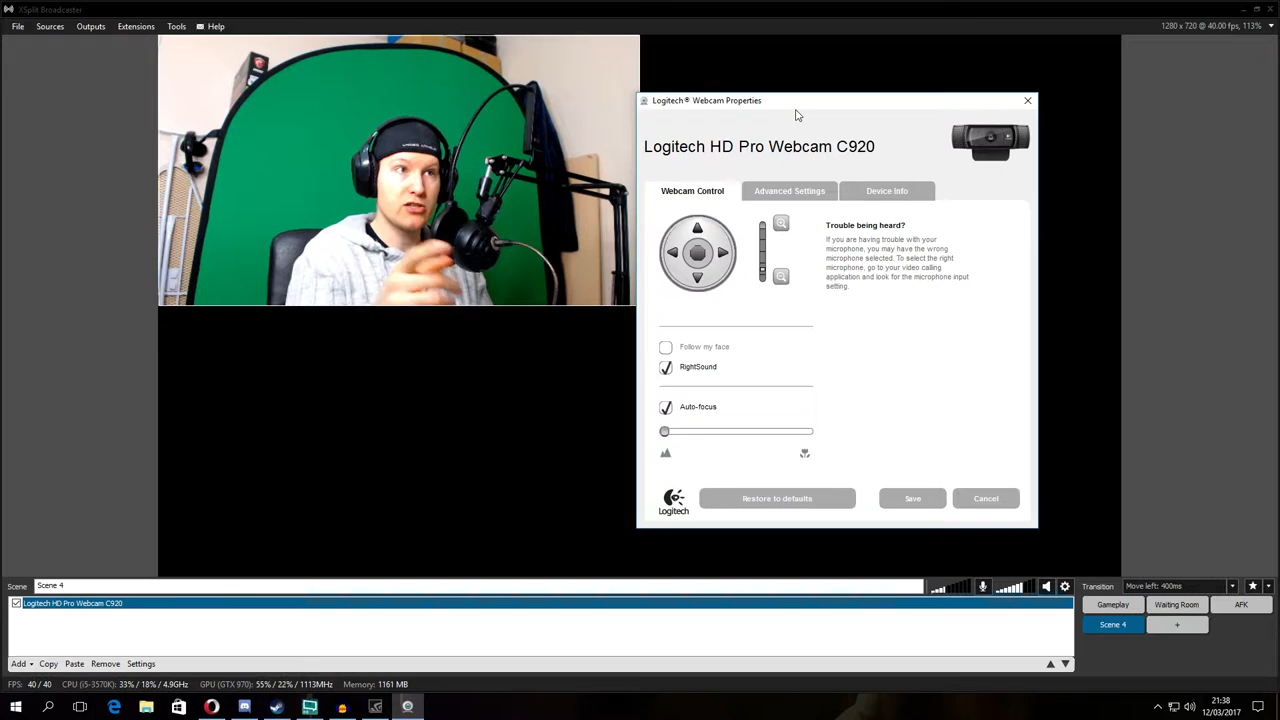 XSplit Broadcaster
File Sources Outputs Extensions Tools Help
1280 x 720 @ 40.00 fps, 113%
Logitech® Webcam Properties
Logitech HD Pro Webcam C920
Webcam Control Advanced Settings Device Info
Trouble being heard?
If you are having trouble with your
microphone, you may have the wrong
microphone selected. To select the right
microphone, go to your video calling
application and look for the microphone input
setting.
Follow my face
RightSound
Auto-focus
Logitech
Restore to defaults Save Cancel
Scene Scene 4
Transition Move left: 400ms
Logitech HD Pro Webcam C920
Gameplay Waiting Room AFK
Scene 4 +
Add Copy Paste Remove Settings
FPS: 40 / 40 CPU (i5-3570K): 33% / 18% / 4.9GHz GPU (GTX 970): 55% / 22% / 1113MHz Memory: 1161 MB
21:38
12/03/2017